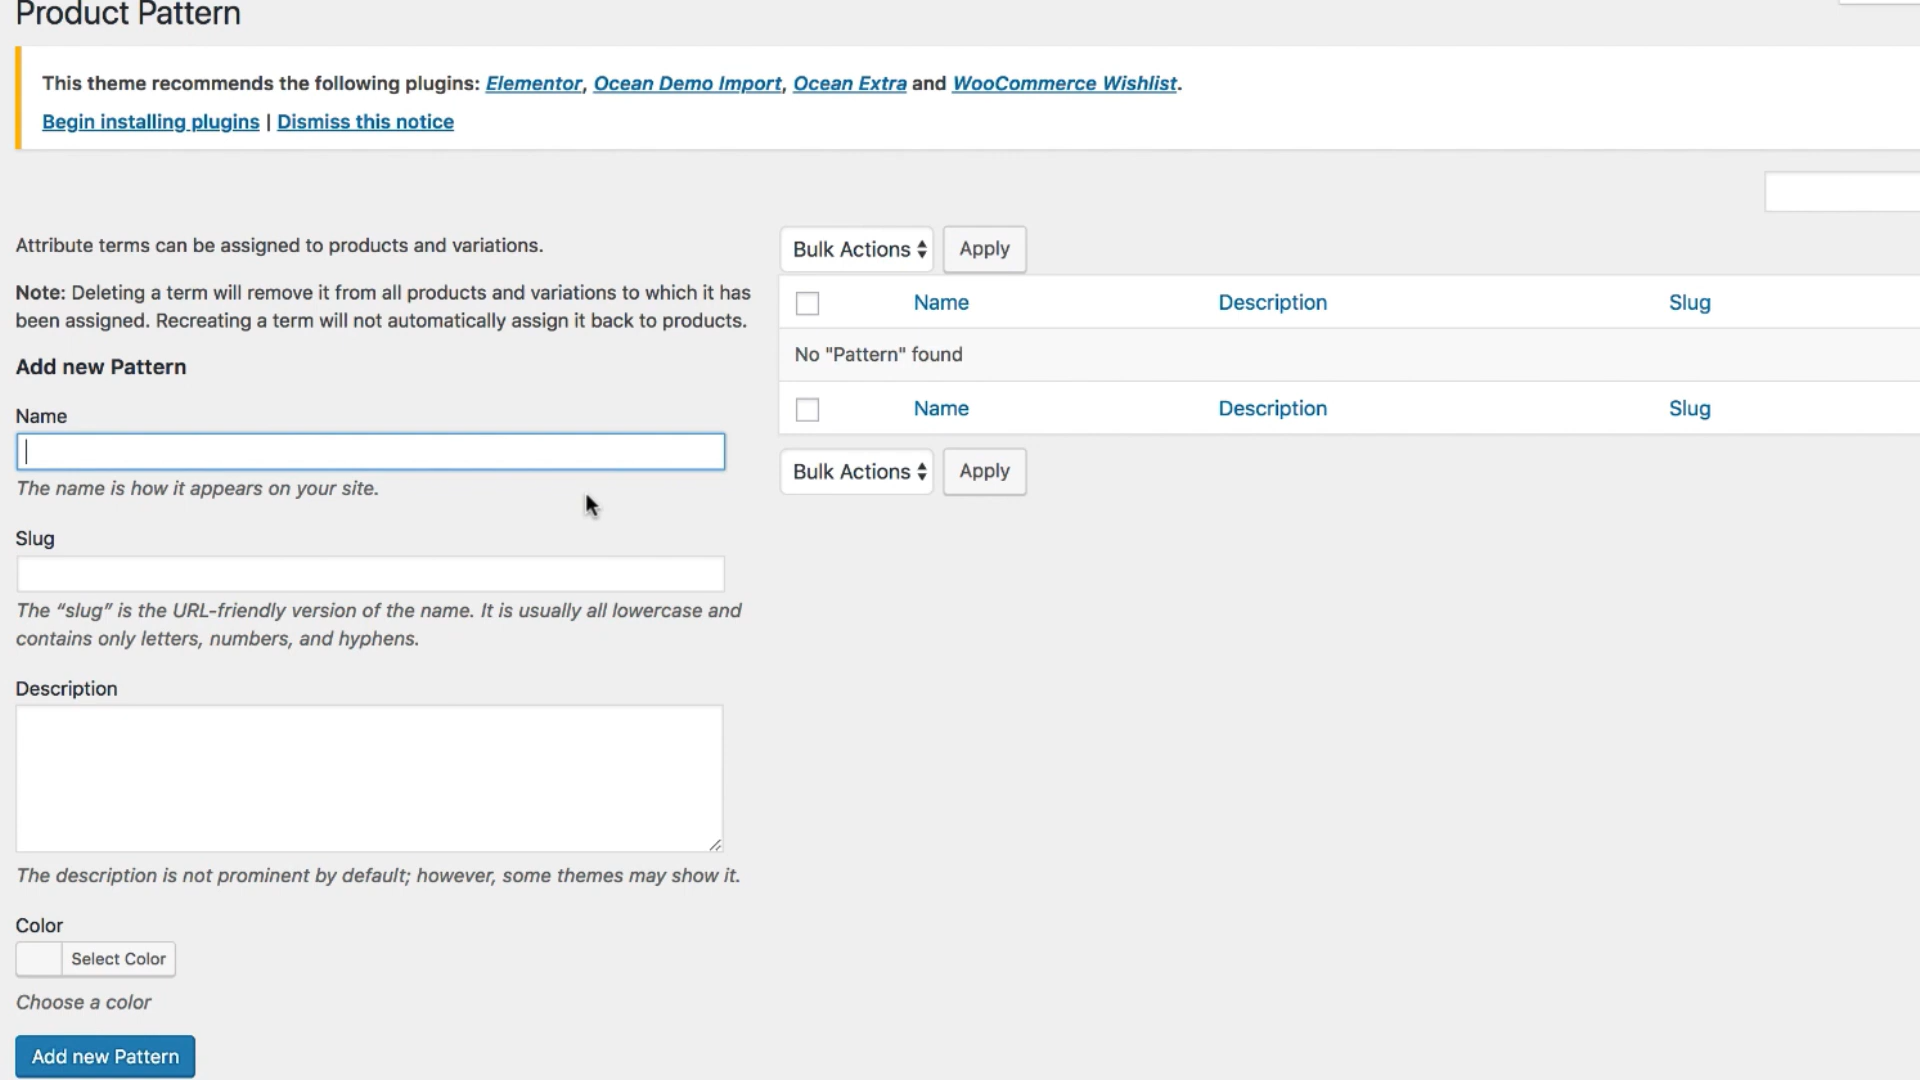 Product Pattern
This theme recommends the following plugins: Elementor, Ocean Demo Import, Ocean Extra and WooCommerce Wishlist.
Begin installing plugins | Dismiss this notice
Attribute terms can be assigned to products and variations.
Note: Deleting a term will remove it from all products and variations to which it has
been assigned. Recreating a term will not automatically assign it back to products.
Add new Pattern
Name
The name is how it appears on your site.
Slug
The “slug” is the URL-friendly version of the name. It is usually all lowercase and
contains only letters, numbers, and hyphens.
Description
The description is not prominent by default; however, some themes may show it.
Color
Select Color
Choose a color
Add new Pattern
Bulk Actions Apply
Name Description Slug
No "Pattern" found
Name Description Slug
Bulk Actions Apply